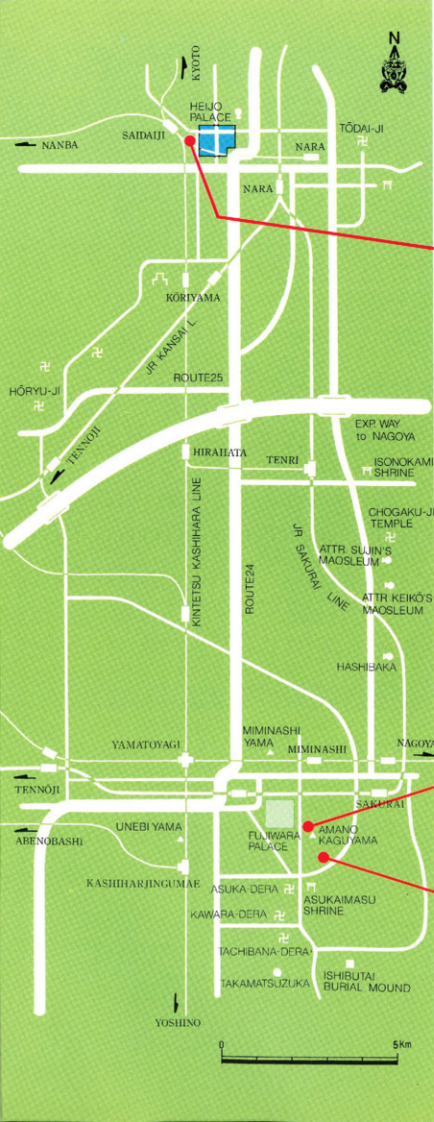 N
KYOTO
HEIJO
PALACE
SAIDAIJI
TŌDAI-JI
NANBA
NARA
NARA
KŌRIYAMA
JR KANSAI L.
ROUTE25
HŌRYU-JI
TENNOJI
EXP. WAY
to NAGOYA
HIRAHATA
TENRI
ISONOKAMI
SHRINE
KINTETSU KASHIHARA LINE
ROUTE24
CHOGAKU-JI
TEMPLE
JR SAKURAI LINE
ATTR. SUJIN'S
MAOSLEUM
ATTR KEIKŌ'S
MAOSLEUM
HASHIBAKA
MIMINASHI
YAMA
YAMATOYAGI
MIMINASHI
NAGOYA
TENNŌJI
SAKURAI
UNEBI YAMA
FUJIWARA
PALACE
AMANO
KAGUYAMA
ABENOBASHI
KASHIHARJINGUMAE
ASUKA-DERA
ASUKAIMASU
SHRINE
KAWARA-DERA
TACHIBANA-DERA
TAKAMATSUZUKA
ISHIBUTAI
BURIAL MOUND
YOSHINO
0 5Km